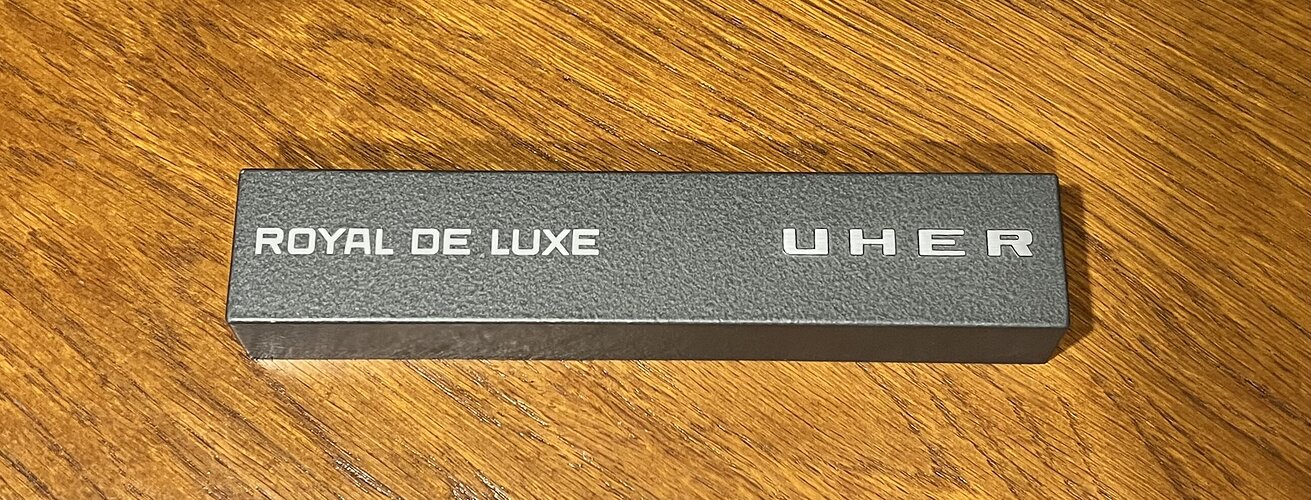 ROYAL DE LUXE UHER